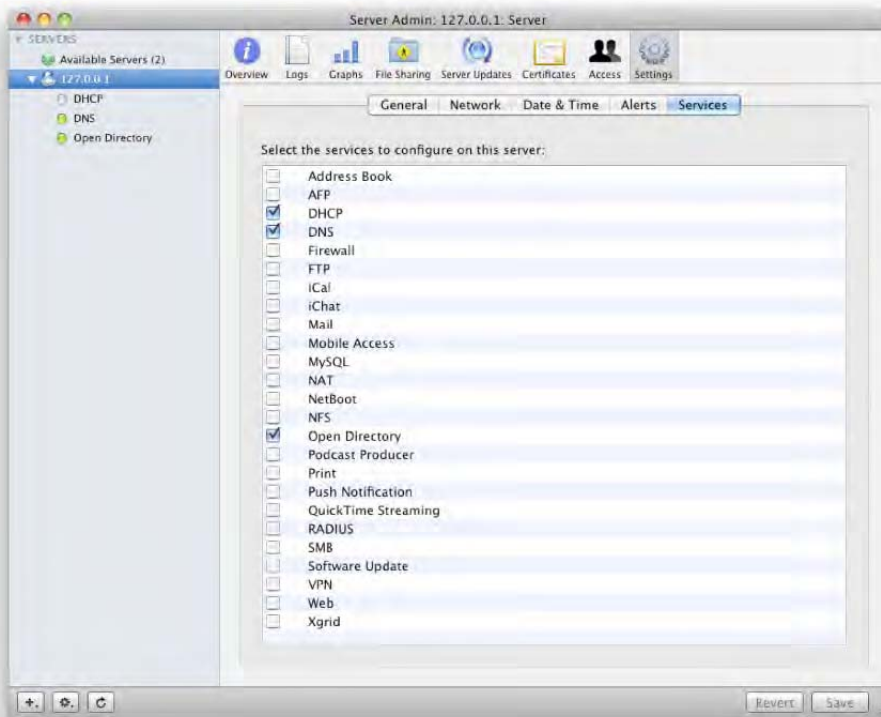 Server Admin: 127.0.0.1: Server
SERVERS
Available Servers (2)
127.0.0.1
DHCP
DNS
Open Directory
Overview
Logs
Graphs
File Sharing
Server Updates
Certificates
Access
Settings
General
Network
Date & Time
Alerts
Services
Select the services to configure on this server:
Address Book
AFP
DHCP
DNS
Firewall
FTP
iCal
iChat
Mail
Mobile Access
MySQL
NAT
NetBoot
NFS
Open Directory
Podcast Producer
Print
Push Notification
QuickTime Streaming
RADIUS
SMB
Software Update
VPN
Web
Xgrid
Revert
Save